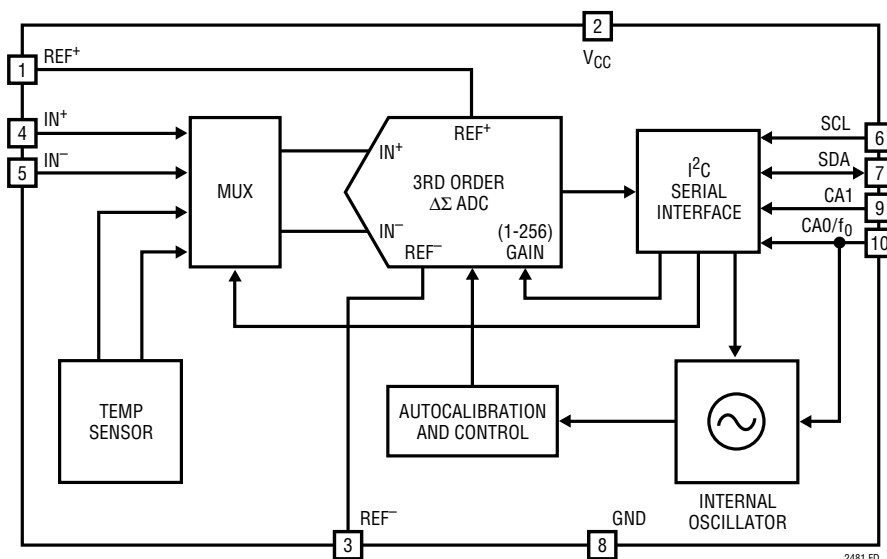 2
V_CC
1
REF⁺
4
IN⁺
5
IN⁻
MUX
REF⁺
IN⁺
3RD ORDER
ΔΣ ADC
IN⁻
REF⁻
(1-256)
GAIN
I²C
SERIAL
INTERFACE
SCL
6
SDA
7
CA1
9
CA0/f₀
10
TEMP
SENSOR
AUTOCALIBRATION
AND CONTROL
INTERNAL
OSCILLATOR
REF⁻
3
GND
8
2481 FD